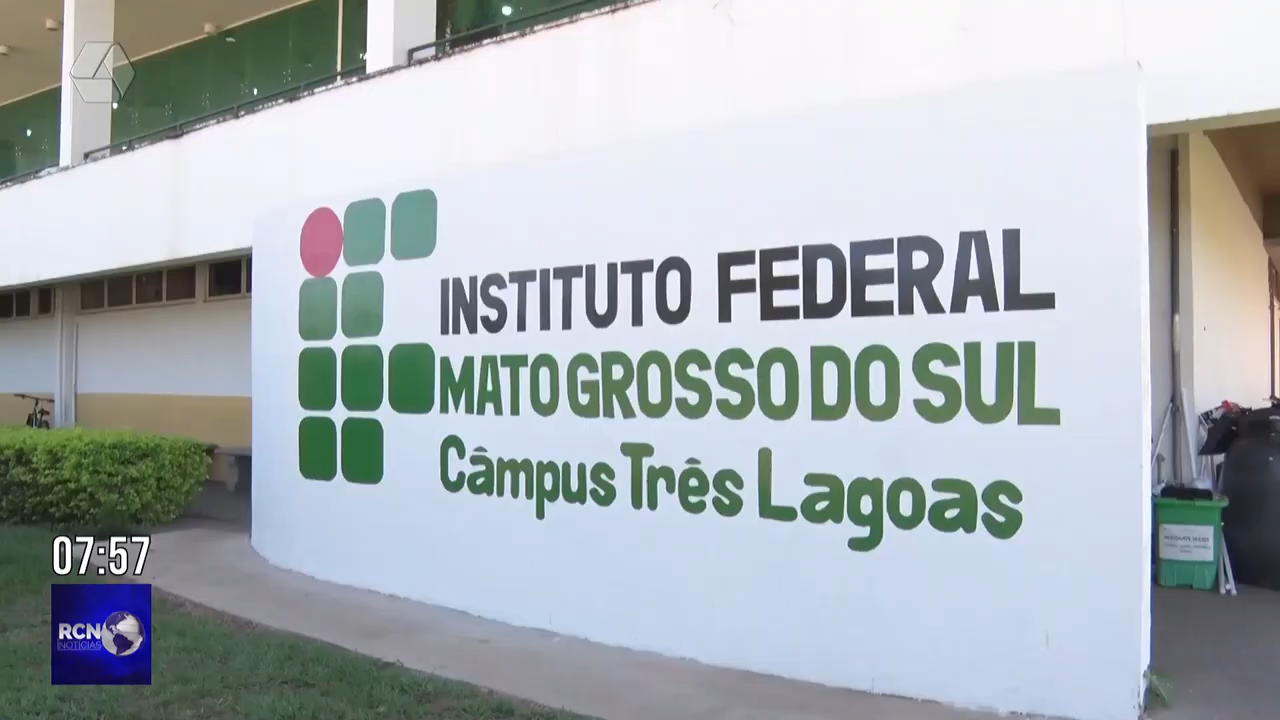 INSTITUTO FEDERAL
MATO GROSSO DO SUL
Câmpus Três Lagoas
07:57
RCN
NOTÍCIAS